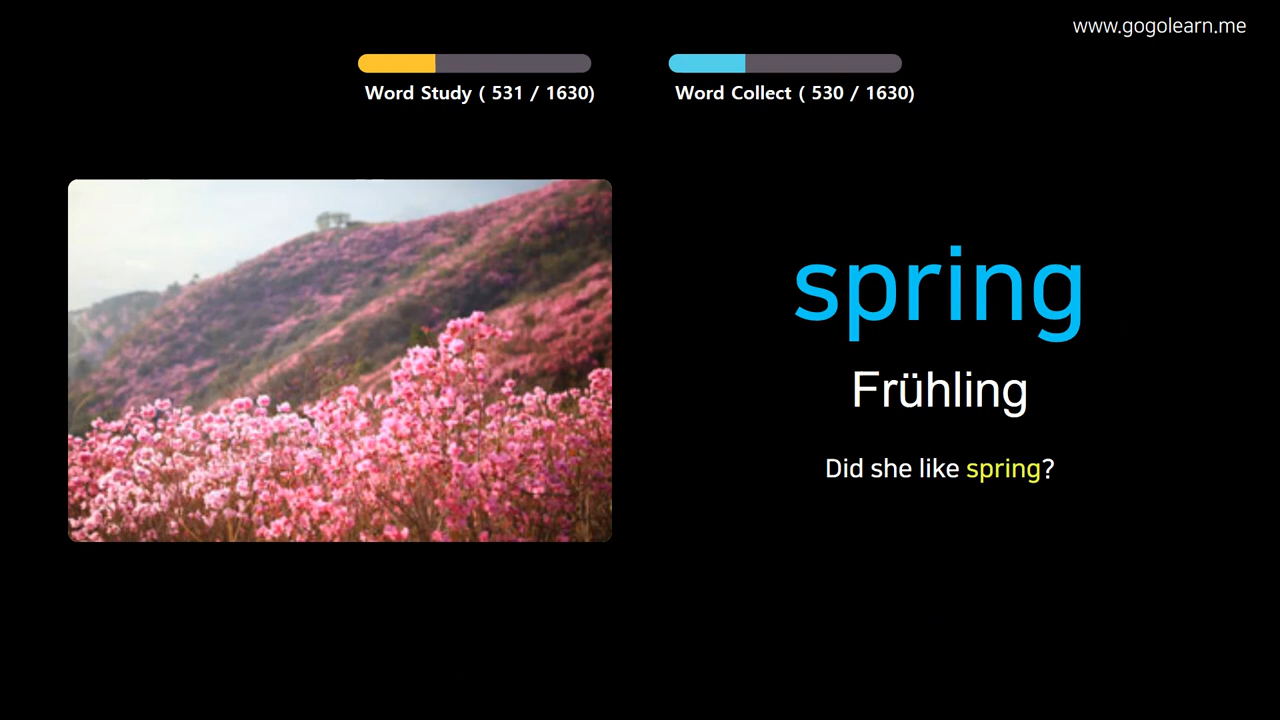 www.gogolearn.me
Word Study ( 531 / 1630)
Word Collect ( 530 / 1630)
spring
Frühling
Did she like spring?